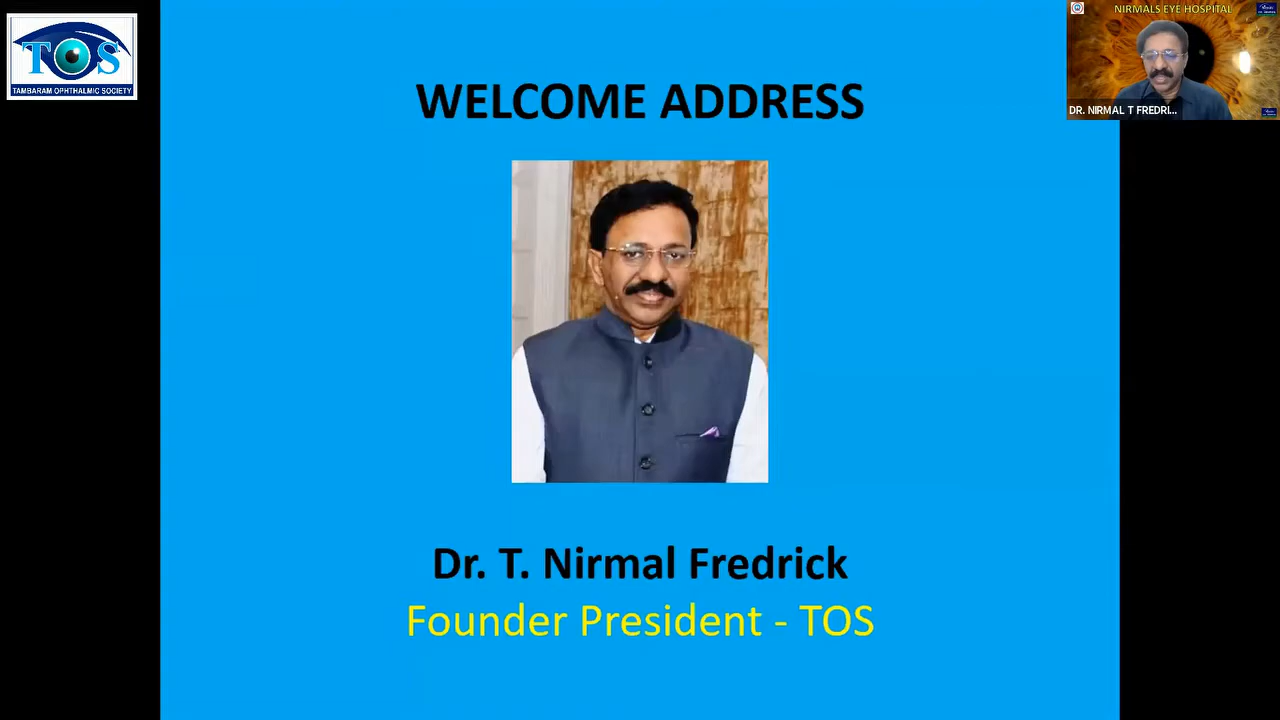 TOS
TAMBARAM OPHTHALMIC SOCIETY
NIRMALS EYE HOSPITAL
DR. NIRMAL T FREDRI...
WELCOME ADDRESS
Dr. T. Nirmal Fredrick
Founder President - TOS